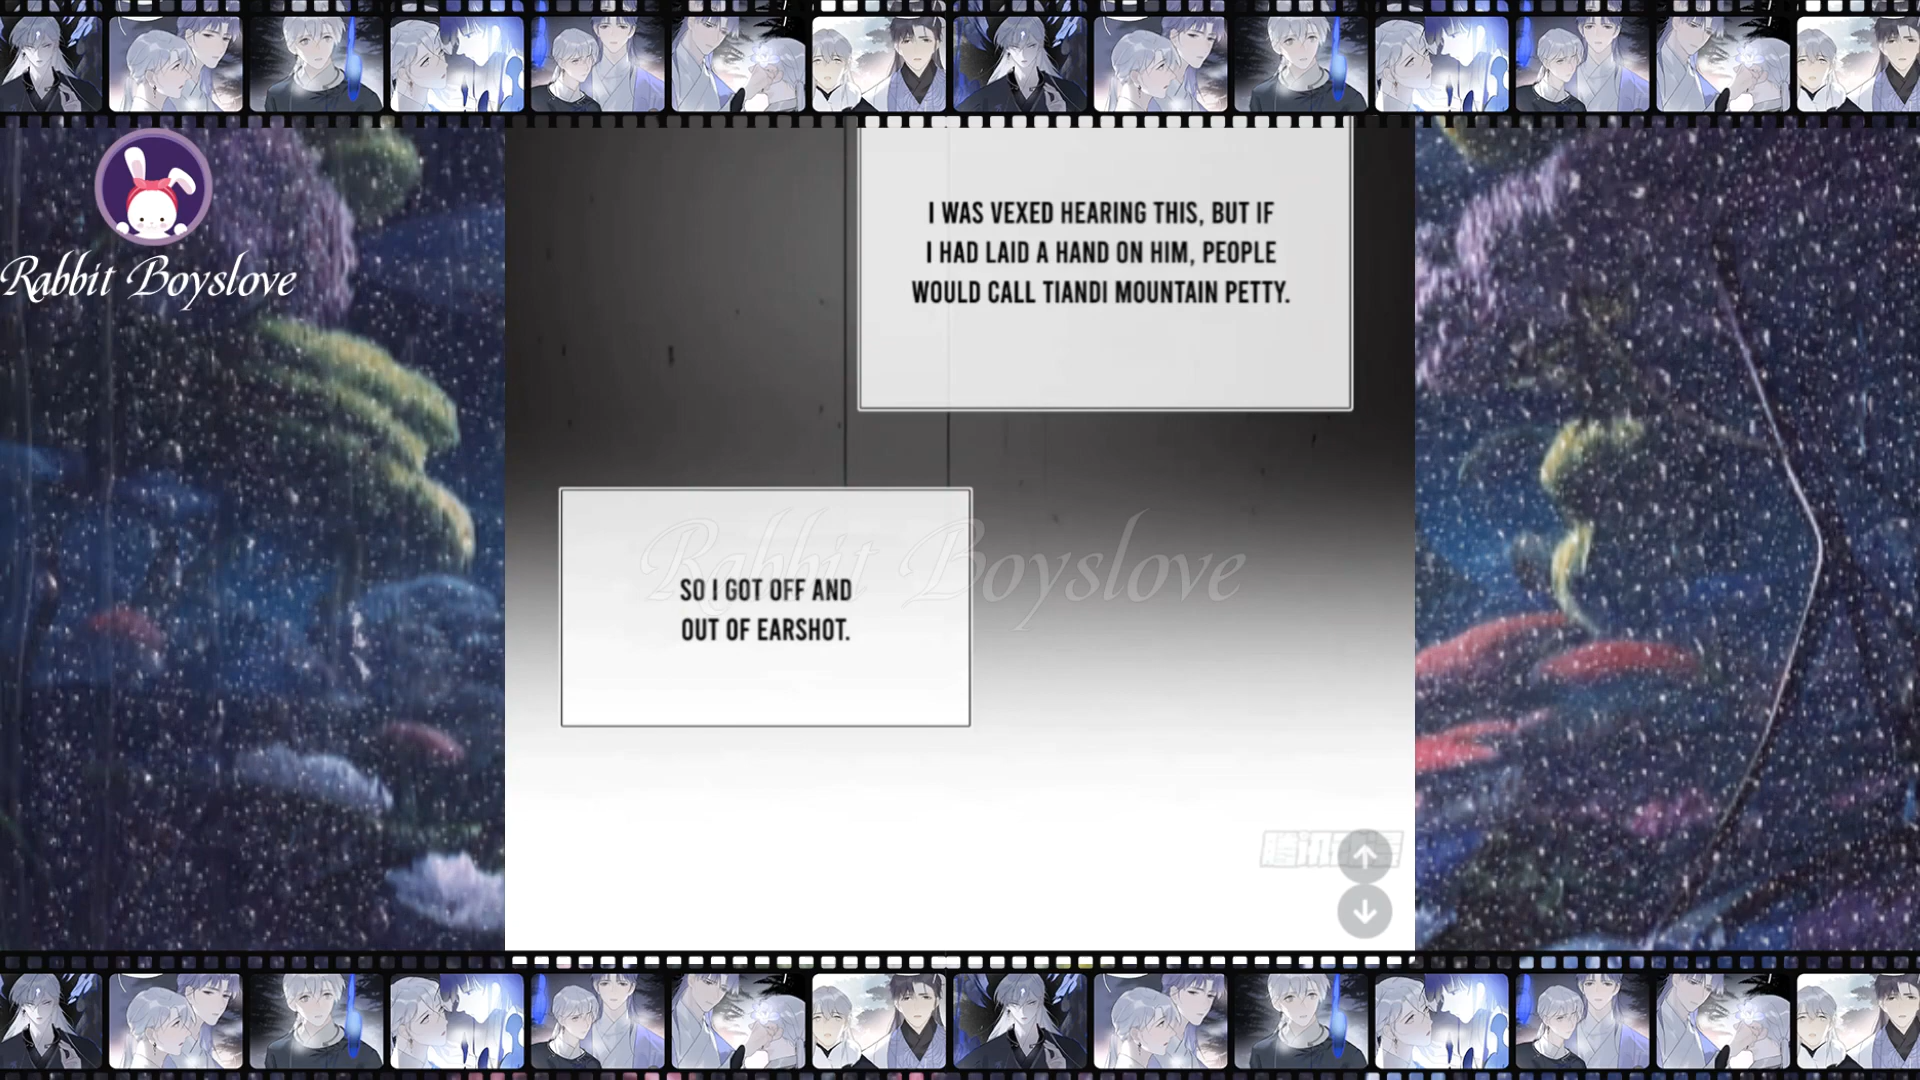 Rabbit Boyslove
I WAS VEXED HEARING THIS, BUT IF
I HAD LAID A HAND ON HIM, PEOPLE
WOULD CALL TIANDI MOUNTAIN PETTY.
Rabbit Boyslove
SO I GOT OFF AND
OUT OF EARSHOT.